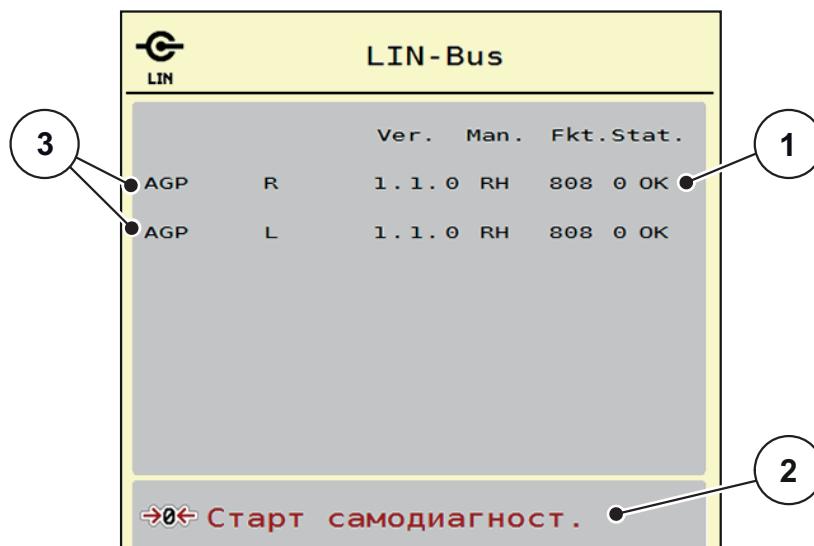 LIN-Bus
LIN
Ver. Man. Fkt. Stat.
3
1
AGP R 1.1.0 RH 808 0 OK
AGP L 1.1.0 RH 808 0 OK
2
→0← Старт самодиагност.